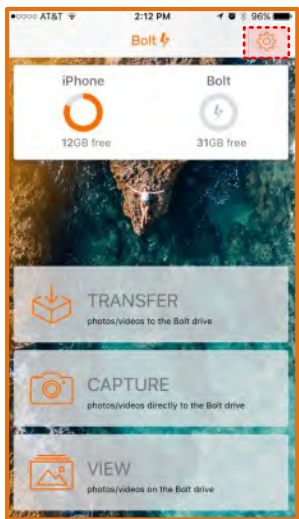 AT&T 2:12 PM 96%
Bolt
iPhone Bolt
12GB free 31GB free
TRANSFER
photos/videos to the Bolt drive
CAPTURE
photos/videos directly to the Bolt drive
VIEW
photos/videos on the Bolt drive